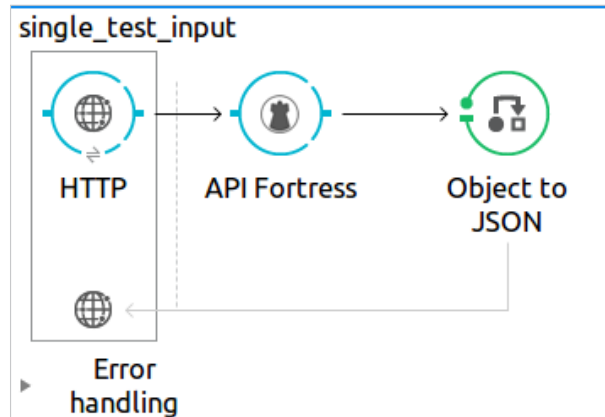 single_test_input
HTTP
API Fortress
Object to
JSON
Error
handling